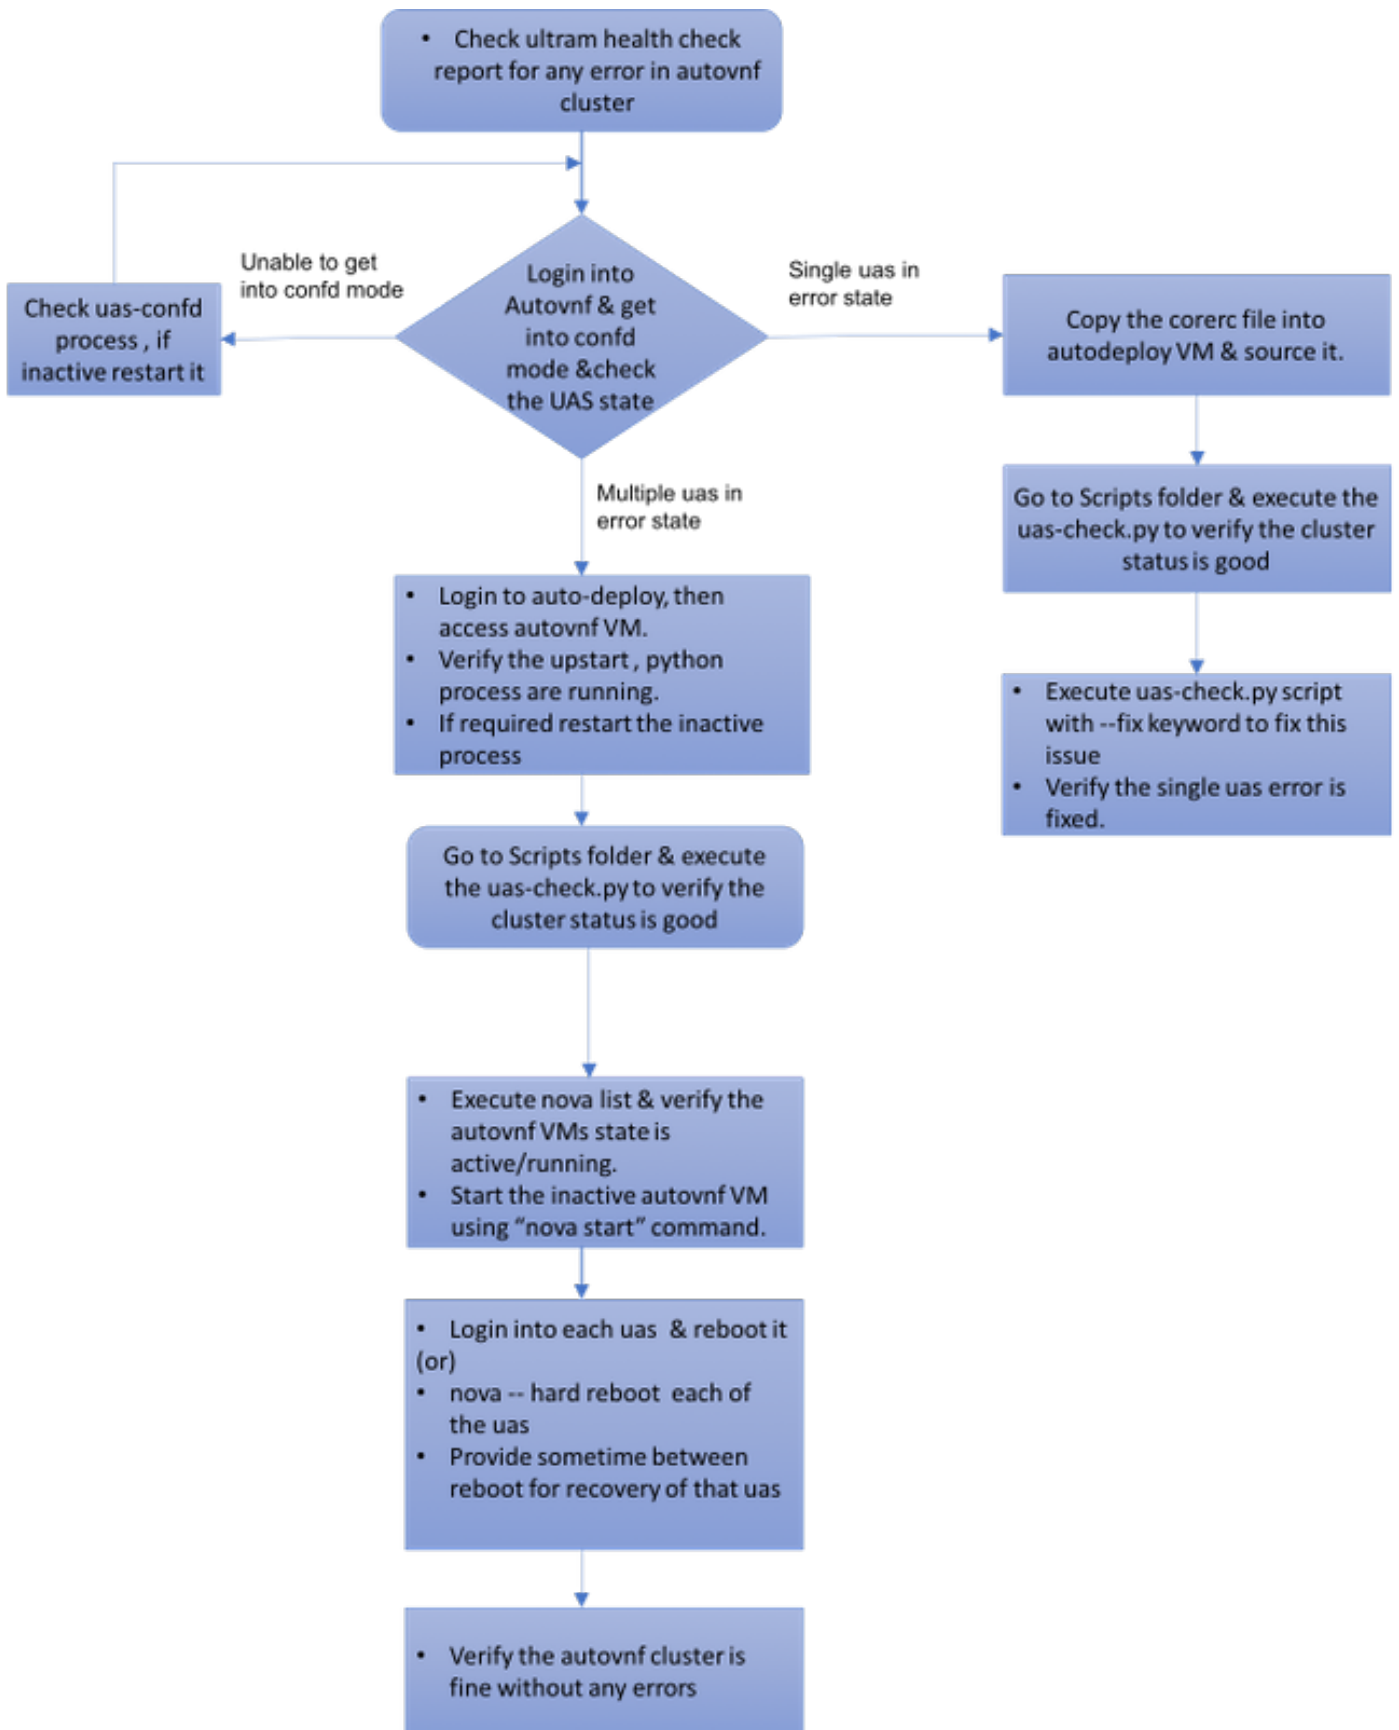 • Check ultram health check
report for any error in autovnf
cluster
Unable to get
into confd mode
Check uas-confd
process , if
inactive restart it
Login into
Autovnf & get
into confd
mode &check
the UAS state
Single uas in
error state
Copy the corerc file into
autodeploy VM & source it.
Go to Scripts folder & execute the
uas-check.py to verify the cluster
status is good
• Execute uas-check.py script
with --fix keyword to fix this
issue
• Verify the single uas error is
fixed.
Multiple uas in
error state
• Login to auto-deploy, then
access autovnf VM.
• Verify the upstart , python
process are running.
• If required restart the inactive
process
Go to Scripts folder & execute
the uas-check.py to verify the
cluster status is good
• Execute nova list & verify the
autovnf VMs state is
active/running.
• Start the inactive autovnf VM
using “nova start” command.
• Login into each uas & reboot it
(or)
• nova -- hard reboot each of
the uas
• Provide sometime between
reboot for recovery of that uas
• Verify the autovnf cluster is
fine without any errors